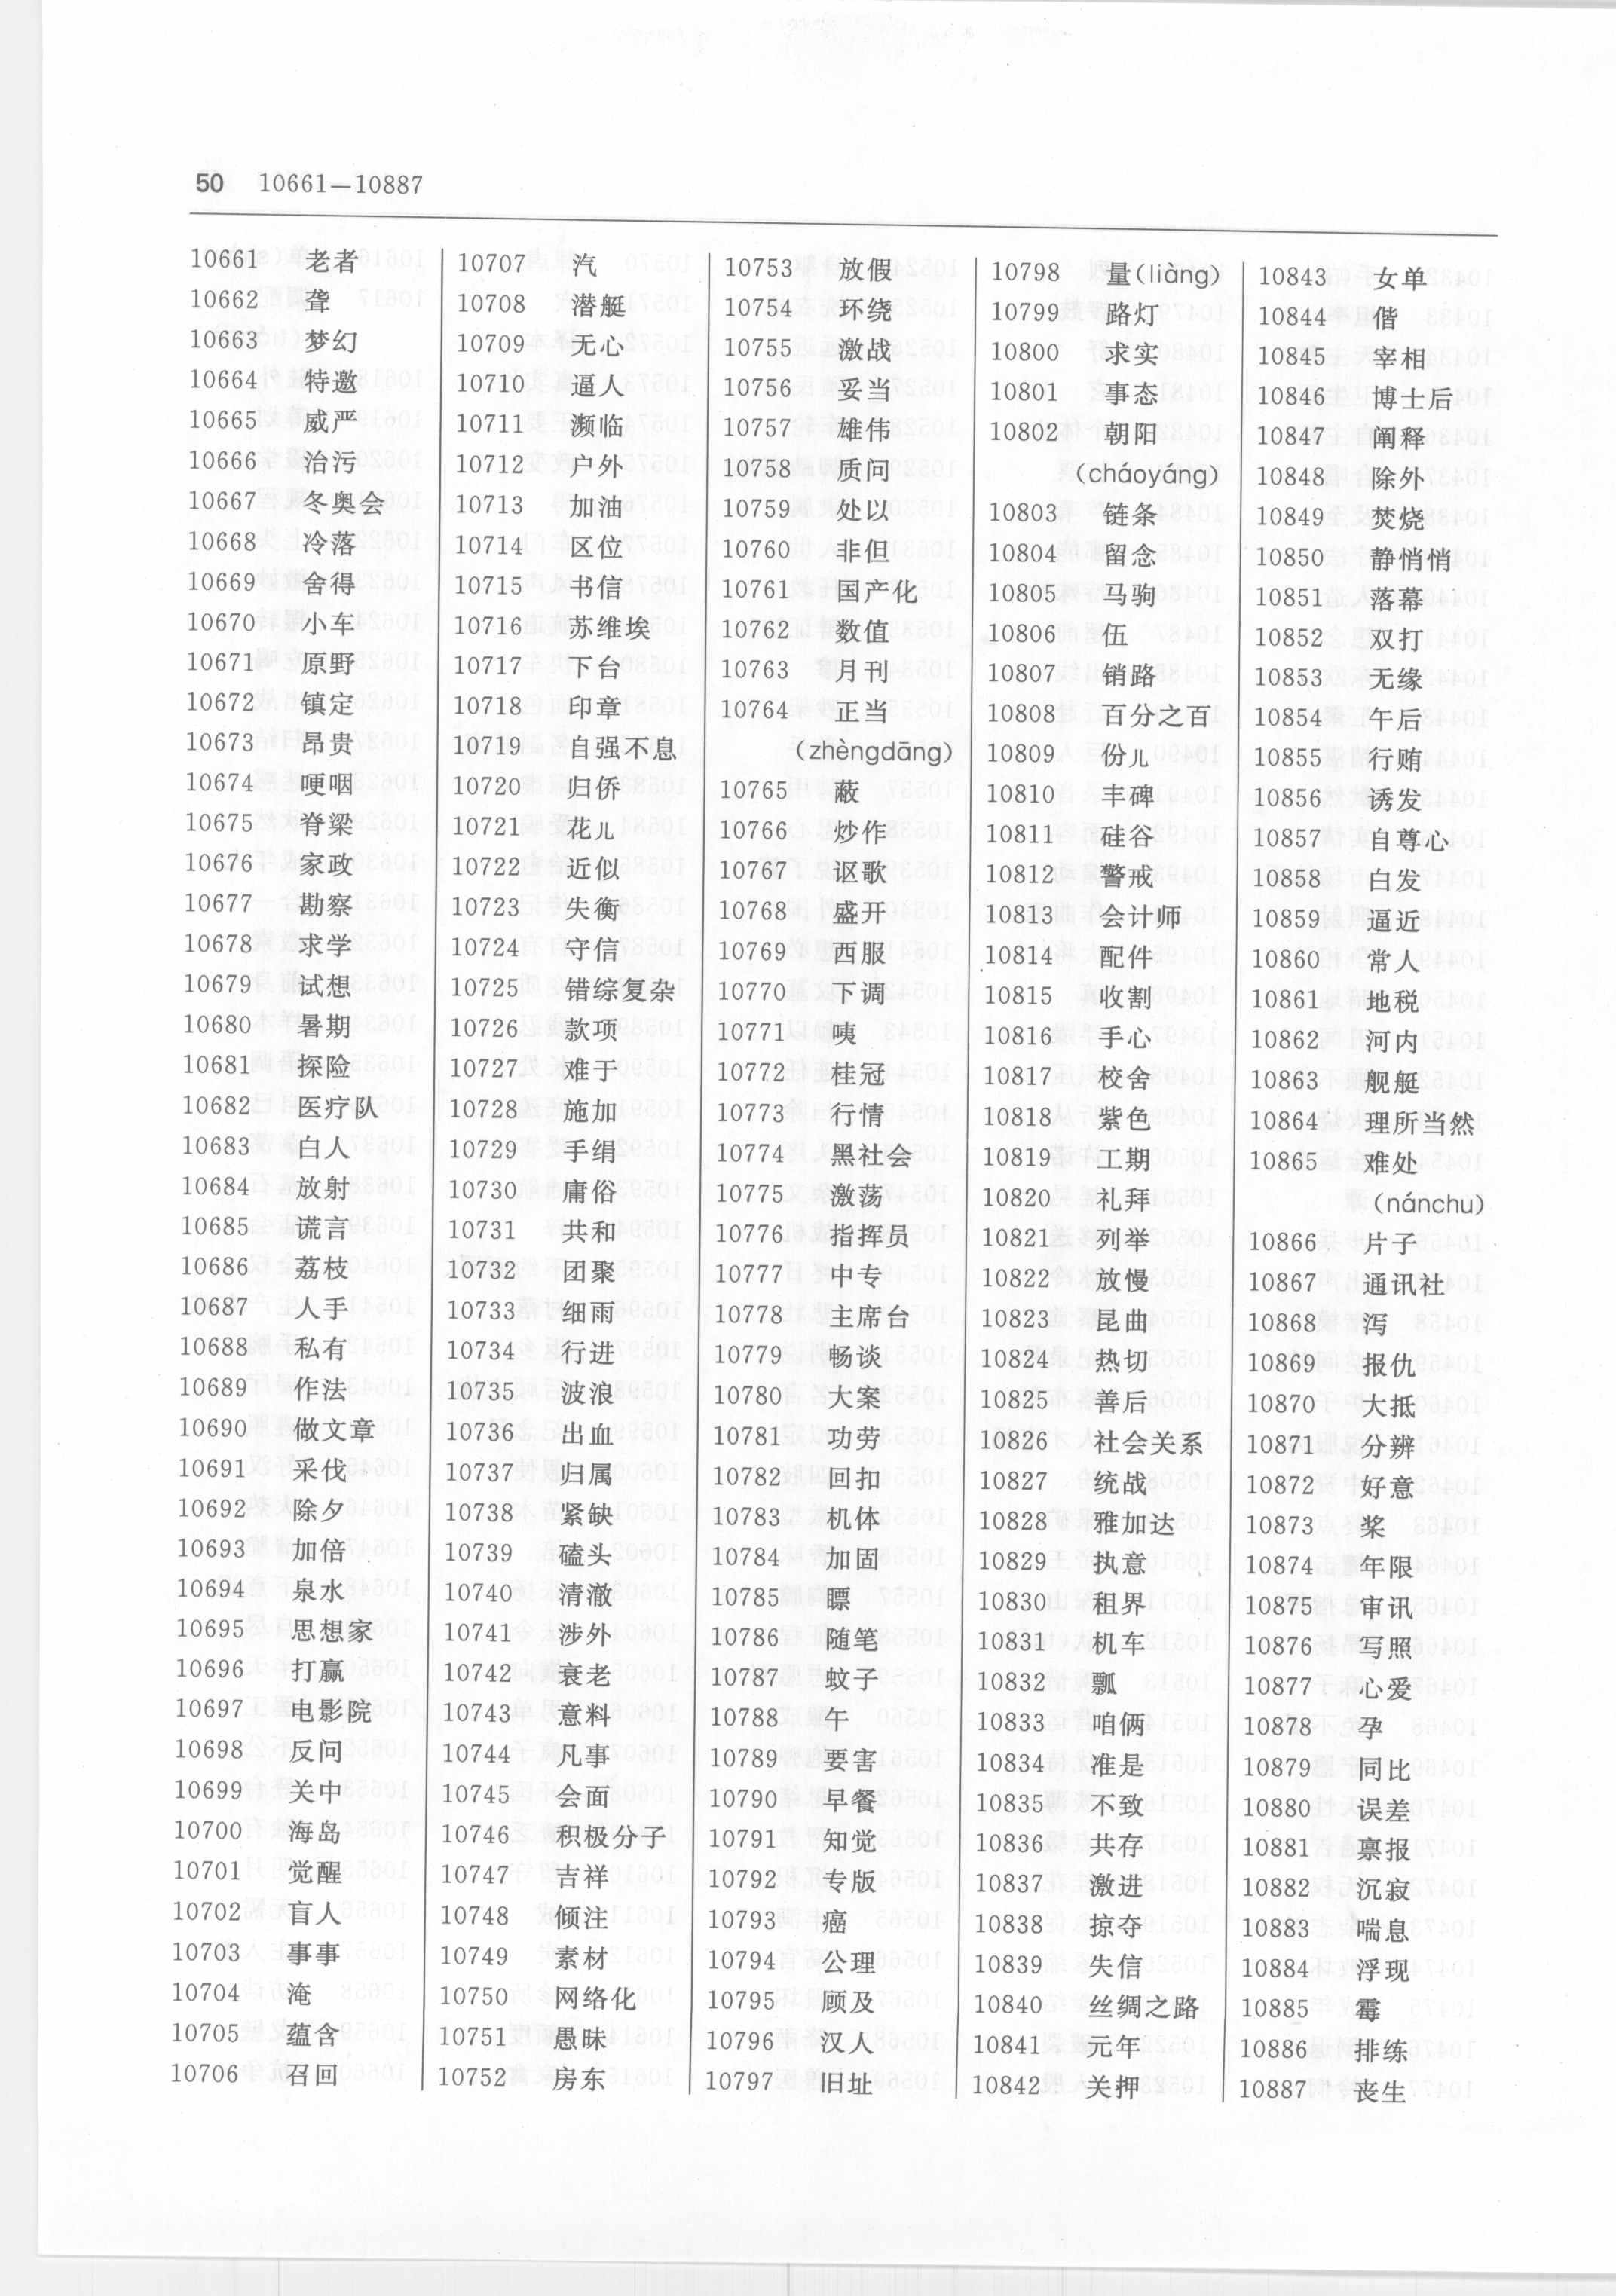 50 10661—10887
10661 老者
10662 聋
10663 梦幻
10664 特邀
10665 威严
10666 治污
10667 冬奥会
10668 冷落
10669 舍得
10670 小车
10671 原野
10672 镇定
10673 昂贵
10674 哽咽
10675 脊梁
10676 家政
10677 勘察
10678 求学
10679 试想
10680 暑期
10681 探险
10682 医疗队
10683 白人
10684 放射
10685 谎言
10686 荔枝
10687 人手
10688 私有
10689 作法
10690 做文章
10691 采伐
10692 除夕
10693 加倍
10694 泉水
10695 思想家
10696 打赢
10697 电影院
10698 反问
10699 关中
10700 海岛
10701 觉醒
10702 盲人
10703 事事
10704 淹
10705 蕴含
10706 召回
10707 汽
10708 潜艇
10709 无心
10710 逼人
10711 濒临
10712 户外
10713 加油
10714 区位
10715 书信
10716 苏维埃
10717 下台
10718 印章
10719 自强不息
10720 归侨
10721 花儿
10722 近似
10723 失衡
10724 守信
10725 错综复杂
10726 款项
10727 难于
10728 施加
10729 手绢
10730 庸俗
10731 共和
10732 团聚
10733 细雨
10734 行进
10735 波浪
10736 出血
10737 归属
10738 紧缺
10739 磕头
10740 清澈
10741 涉外
10742 衰老
10743 意料
10744 凡事
10745 会面
10746 积极分子
10747 吉祥
10748 倾注
10749 素材
10750 网络化
10751 愚昧
10752 房东
10753 放假
10754 环绕
10755 激战
10756 妥当
10757 雄伟
10758 质问
10759 处以
10760 非但
10761 国产化
10762 数值
10763 月刊
10764 正当
(zhèngdāng)
10765 蔽
10766 炒作
10767 讴歌
10768 盛开
10769 西服
10770 下调
10771 咦
10772 桂冠
10773 行情
10774 黑社会
10775 激荡
10776 指挥员
10777 中专
10778 主席台
10779 畅谈
10780 大案
10781 功劳
10782 回扣
10783 机体
10784 加固
10785 瞟
10786 随笔
10787 蚊子
10788 午
10789 要害
10790 早餐
10791 知觉
10792 专版
10793 癌
10794 公理
10795 顾及
10796 汉人
10797 旧址
10798 量(liàng)
10799 路灯
10800 求实
10801 事态
10802 朝阳
(cháoyáng)
10803 链条
10804 留念
10805 马驹
10806 伍
10807 销路
10808 百分之百
10809 份儿
10810 丰碑
10811 硅谷
10812 警戒
10813 会计师
10814 配件
10815 收割
10816 手心
10817 校舍
10818 紫色
10819 工期
10820 礼拜
10821 列举
10822 放慢
10823 昆曲
10824 热切
10825 善后
10826 社会关系
10827 统战
10828 雅加达
10829 执意
10830 租界
10831 机车
10832 瓢
10833 咱俩
10834 准是
10835 不致
10836 共存
10837 激进
10838 掠夺
10839 失信
10840 丝绸之路
10841 元年
10842 关押
10843 女单
10844 偕
10845 宰相
10846 博士后
10847 阐释
10848 除外
10849 焚烧
10850 静悄悄
10851 落幕
10852 双打
10853 无缘
10854 午后
10855 行贿
10856 诱发
10857 自尊心
10858 白发
10859 逼近
10860 常人
10861 地税
10862 河内
10863 舰艇
10864 理所当然
10865 难处
(nánchu)
10866 片子
10867 通讯社
10868 泻
10869 报仇
10870 大抵
10871 分辨
10872 好意
10873 桨
10874 年限
10875 审讯
10876 写照
10877 心爱
10878 孕
10879 同比
10880 误差
10881 禀报
10882 沉寂
10883 喘息
10884 浮现
10885 霉
10886 排练
10887 丧生